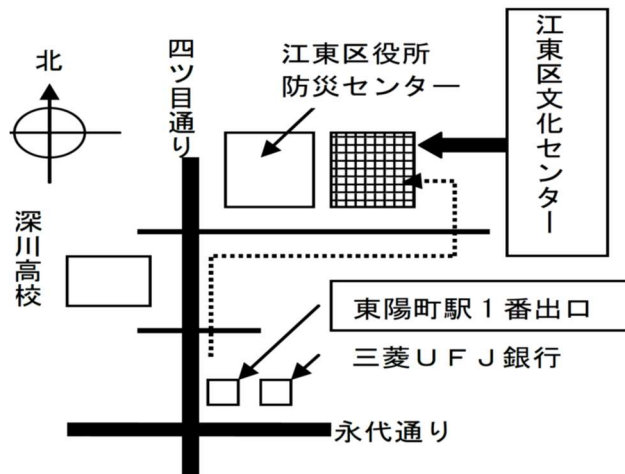 北
四ツ目通り
江東区役所
防災センター
江東区文化センター
深川高校
東陽町駅１番出口
三菱ＵＦＪ銀行
永代通り